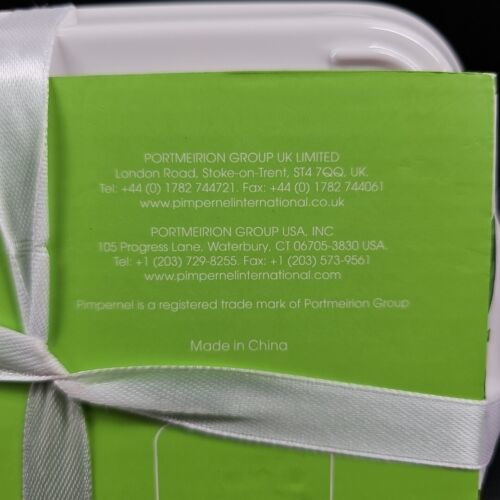 PORTMEIRION GROUP UK LIMITED
London Road, Stoke-on-Trent, ST4 7QQ, UK.
Tel: +44 (0) 1782 744721. Fax: +44 (0) 1782 744061
www.pimpernelinternational.co.uk
PORTMEIRION GROUP USA, INC
105 Progress Lane, Waterbury, CT 06705-3830 USA.
Tel: +1 (203) 729-8255. Fax: +1 (203) 573-9561
www.pimpernelinternational.com
Pimpernel is a registered trade mark of Portmeirion Group
Made in China